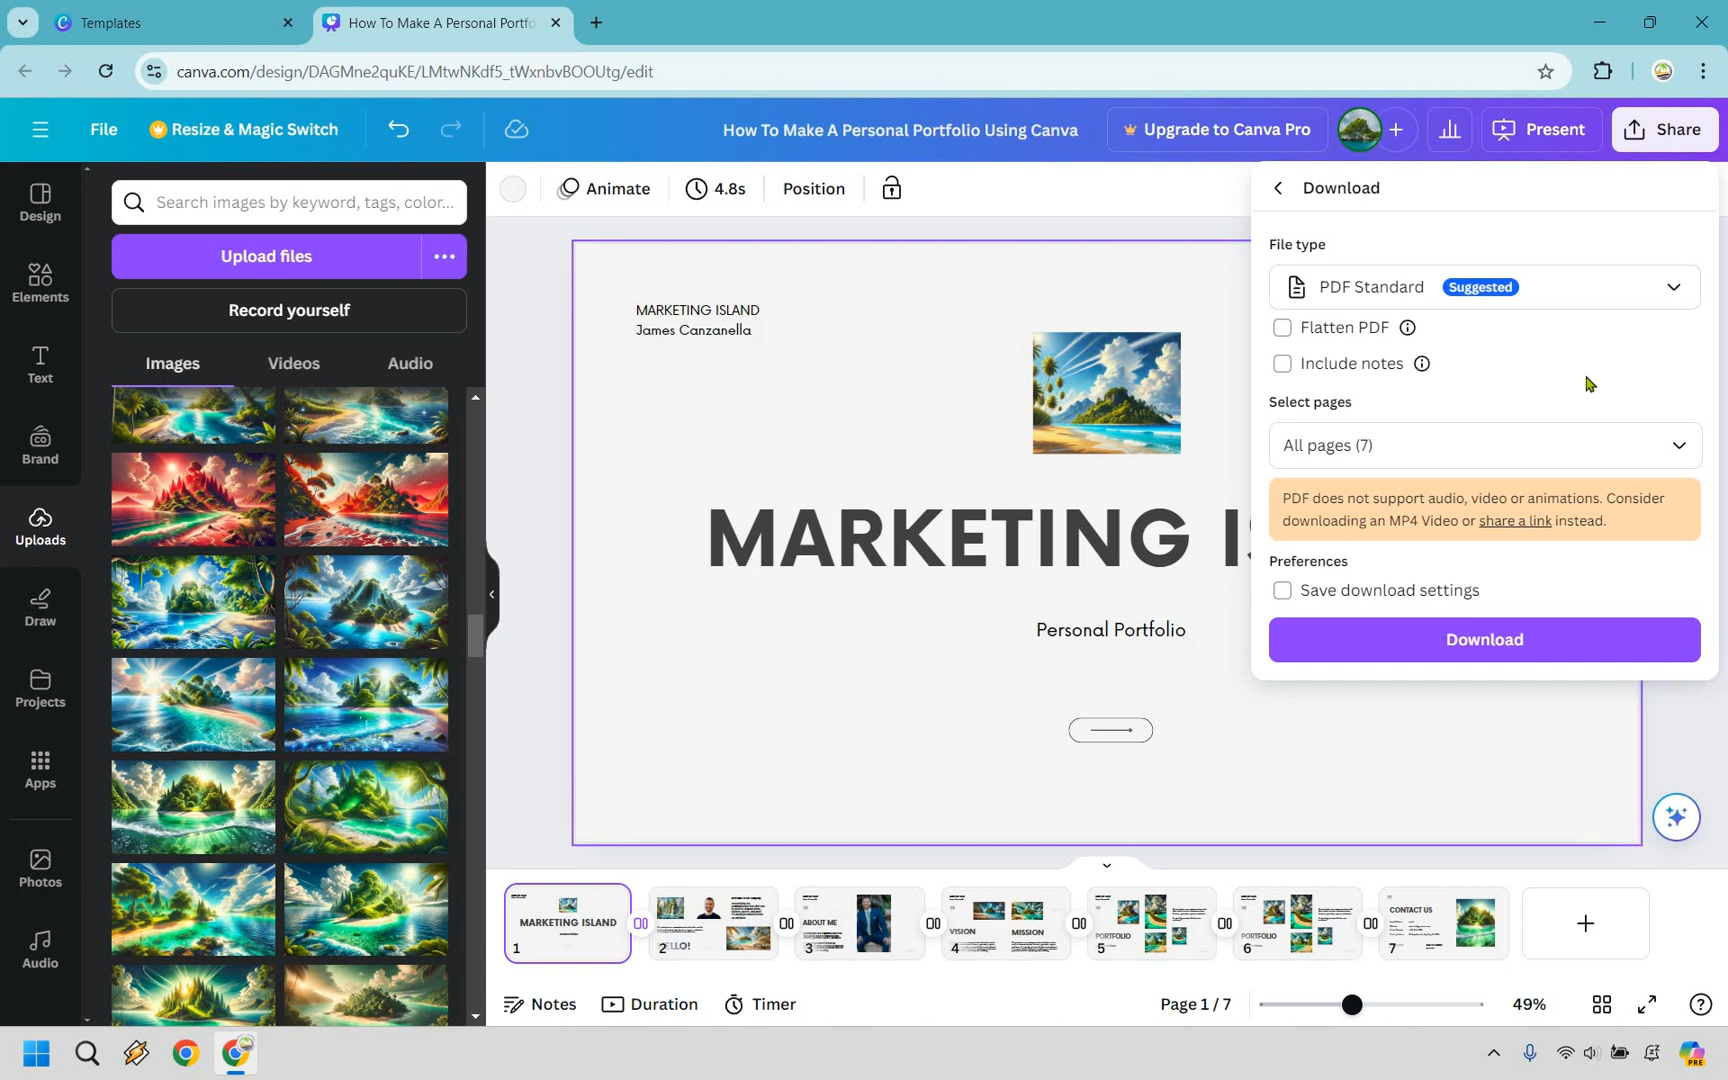 Templates
How To Make A Personal Portfo
canva.com/design/DAGMne2quKE/LMtwNKdf5_tWxnbvBOOUtg/edit
File
Resize & Magic Switch
How To Make A Personal Portfolio Using Canva
Upgrade to Canva Pro
Present
Share
Design
Elements
Text
Brand
Uploads
Draw
Projects
Apps
Photos
Audio
Search images by keyword, tags, color...
Upload files
Record yourself
Images
Videos
Audio
Animate
4.8s
Position
MARKETING ISLAND
James Canzanella
MARKETING IS
Personal Portfolio
Download
File type
PDF Standard
Suggested
Flatten PDF
Include notes
Select pages
All pages (7)
PDF does not support audio, video or animations. Consider
downloading an MP4 Video or share a link instead.
Preferences
Save download settings
Download
MARKETING ISLAND
1
HELLO!
2
ABOUT ME
3
VISION
MISSION
4
PORTFOLIO
5
PORTFOLIO
6
CONTACT US
7
Notes
Duration
Timer
Page 1 / 7
49%
PRE